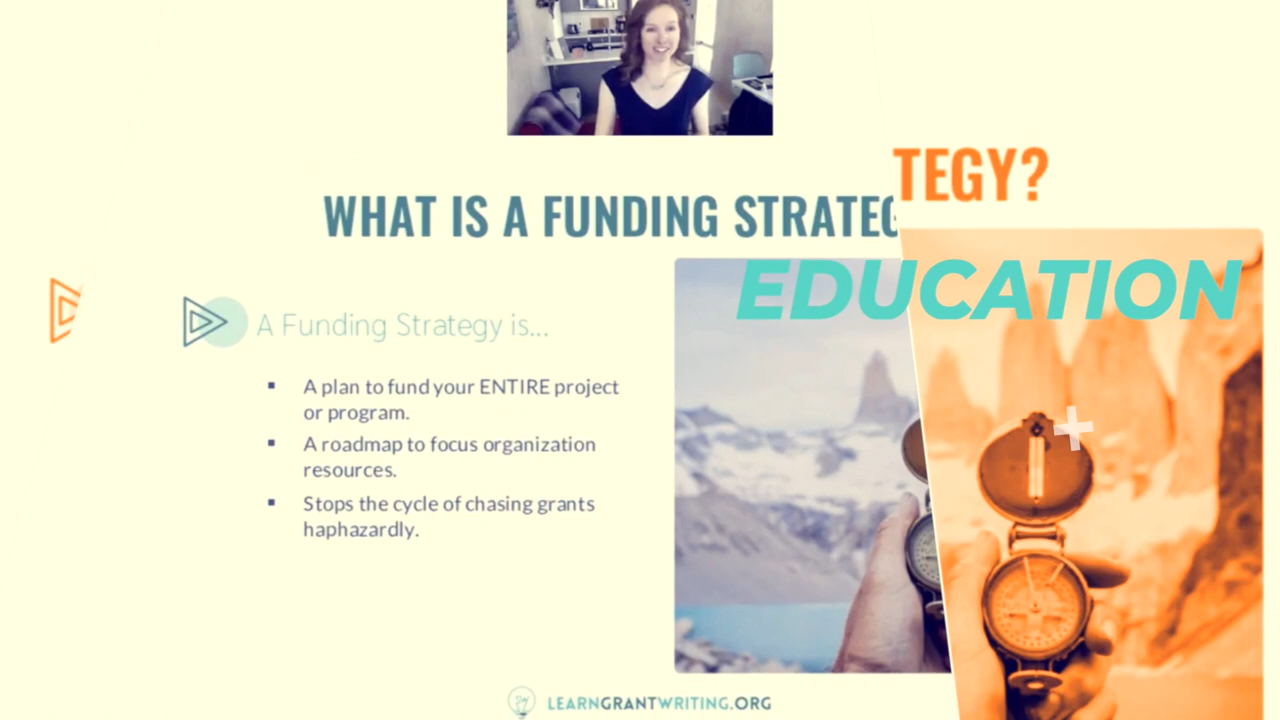 WHAT IS A FUNDING STRATEG
TEGY?
EDUCATION
A Funding Strategy is...
A plan to fund your ENTIRE project
or program.
A roadmap to focus organization
resources.
Stops the cycle of chasing grants
haphazardly.
LEARNGRANTWRITING.ORG